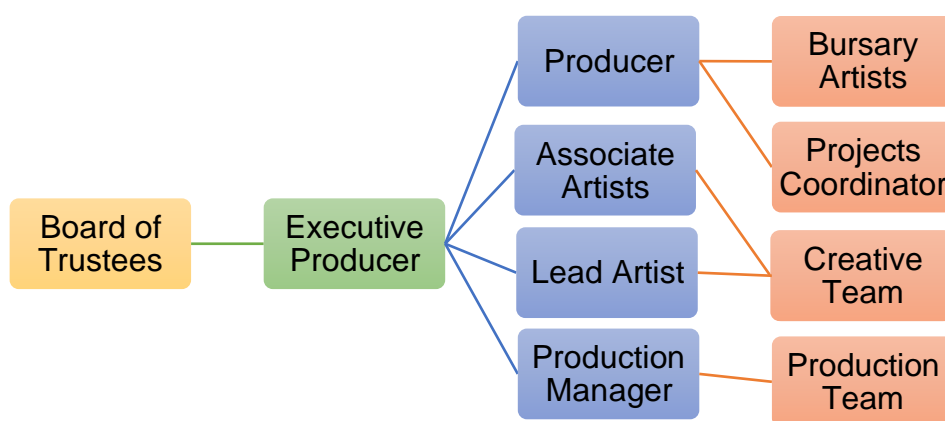 Board of
Trustees
Executive
Producer
Producer
Associate
Artists
Lead Artist
Production
Manager
Bursary
Artists
Projects
Coordinator
Creative
Team
Production
Team